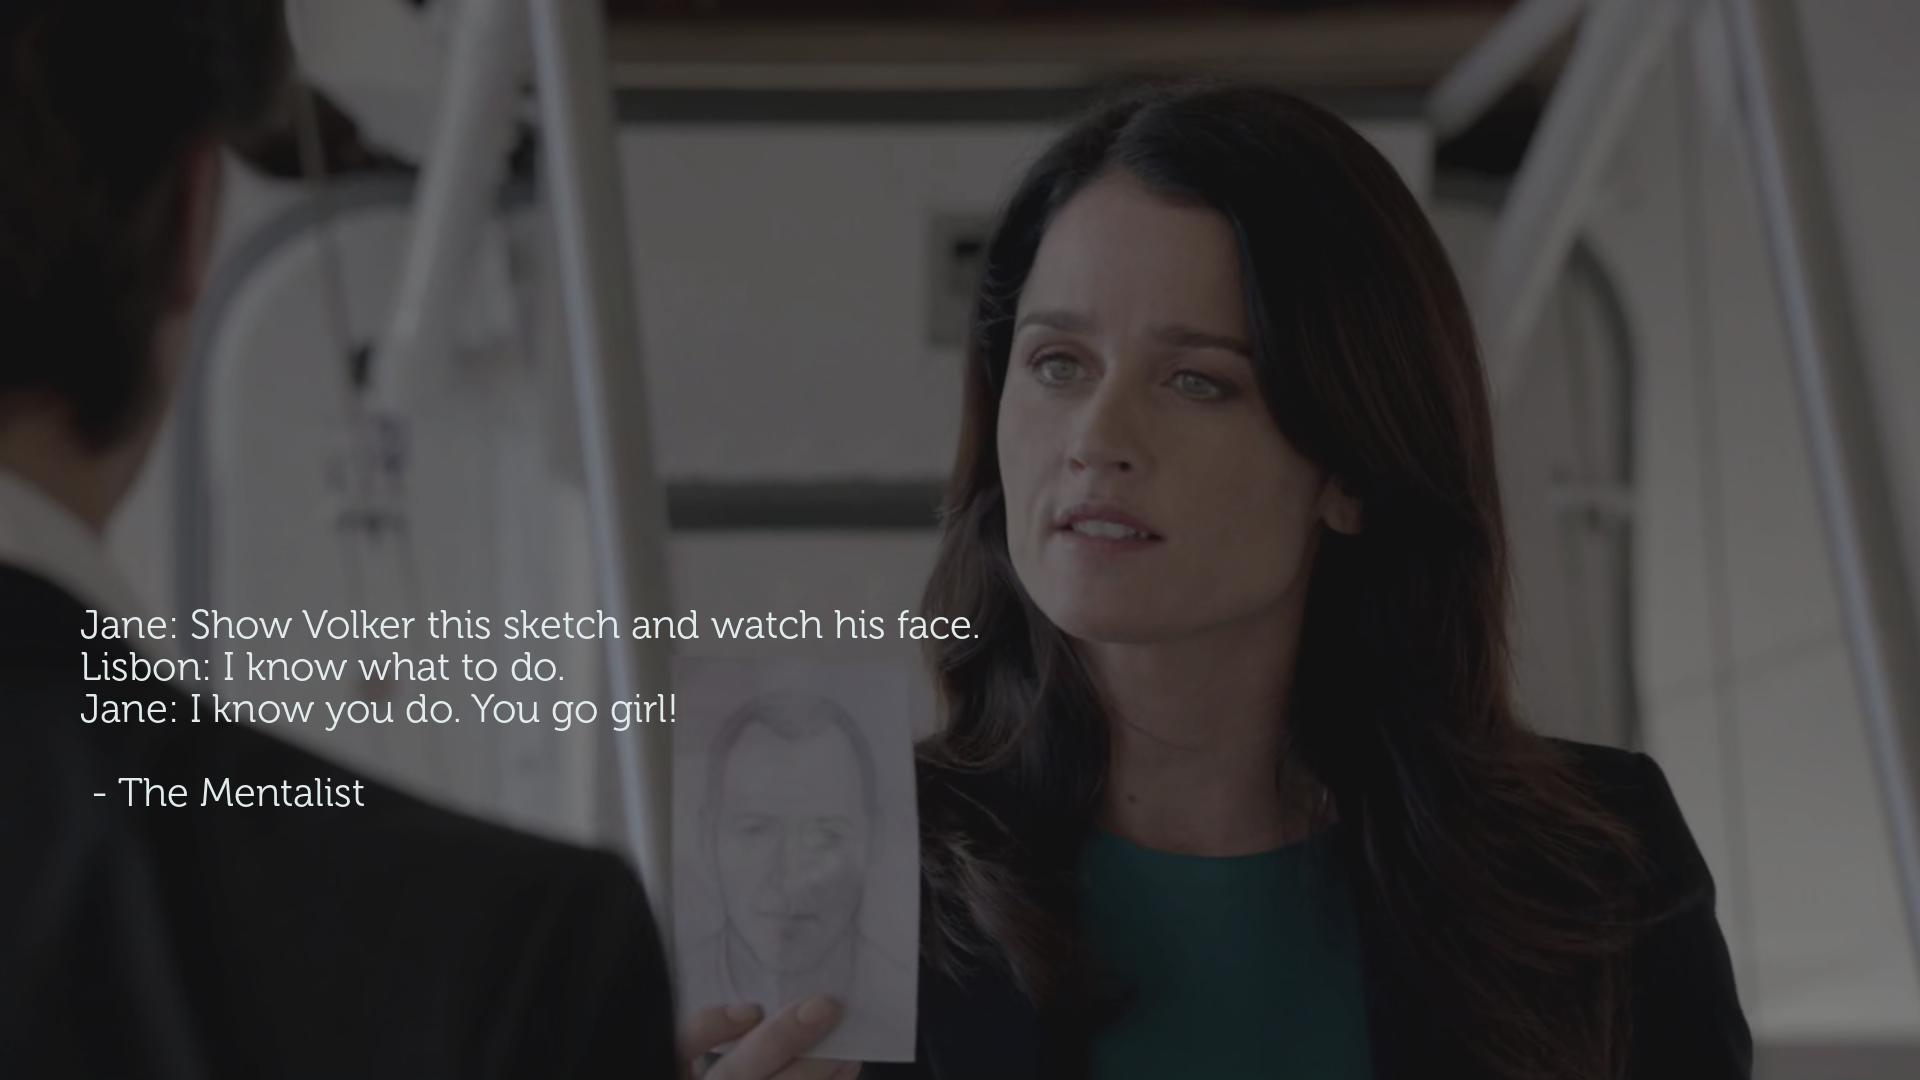 Jane: Show Volker this sketch and watch his face.
Lisbon: I know what to do.
Jane: I know you do. You go girl!
- The Mentalist